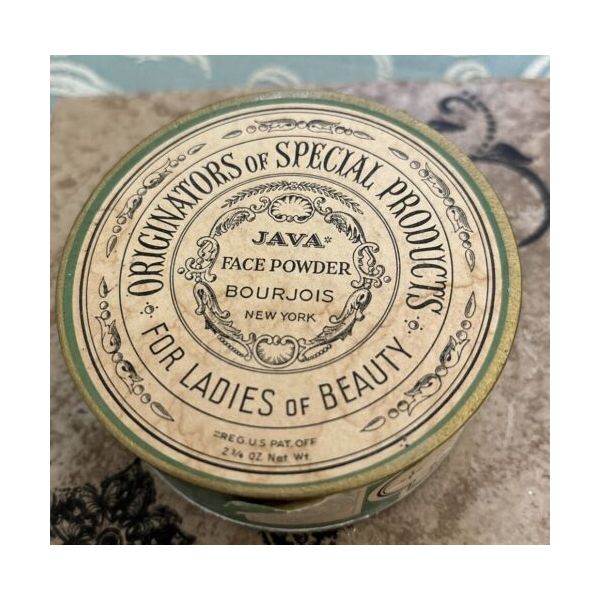 ORIGINATORS OF SPECIAL PRODUCTS
JAVA*
FACE POWDER
BOURJOIS
NEW YORK
FOR LADIES OF BEAUTY
*REG. U.S. PAT. OFF
2 1/4 OZ. Net Wt.